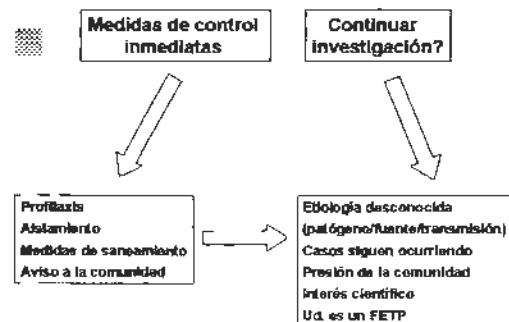 Medidas de control
inmediatas
Continuar
investigación?
Profilaxis
Aislamiento
Medidas de saneamiento
Aviso a la comunidad
Etiología desconocida
(patógeno/fuente/transmisión)
Casos siguen ocurriendo
Presión de la comunidad
Interés científico
Ud. es un FETP